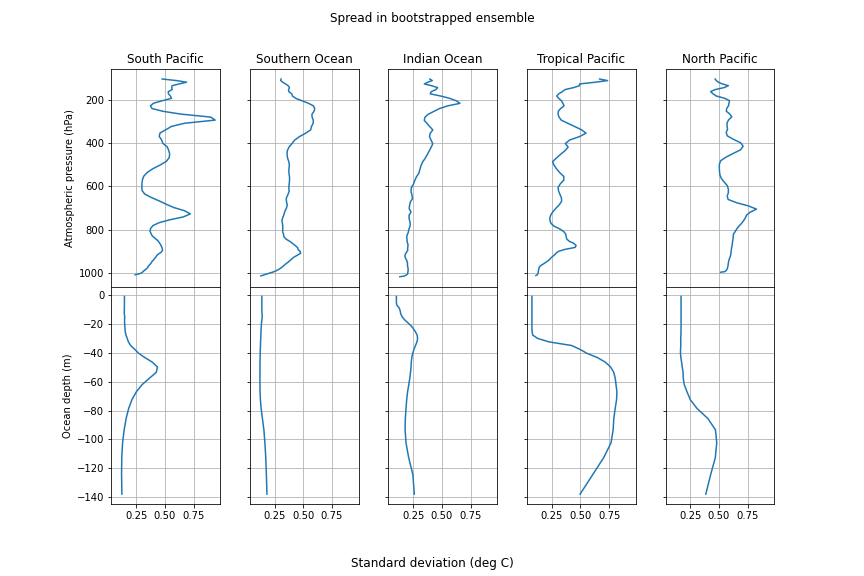 Spread in bootstrapped ensemble
South Pacific Southern Ocean Indian Ocean Tropical Pacific North Pacific
Atmospheric pressure (hPa)
200
400
600
800
1000
Ocean depth (m)
0
−20
−40
−60
−80
−100
−120
−140
0.25 0.50 0.75 0.25 0.50 0.75 0.25 0.50 0.75 0.25 0.50 0.75 0.25 0.50 0.75
Standard deviation (deg C)